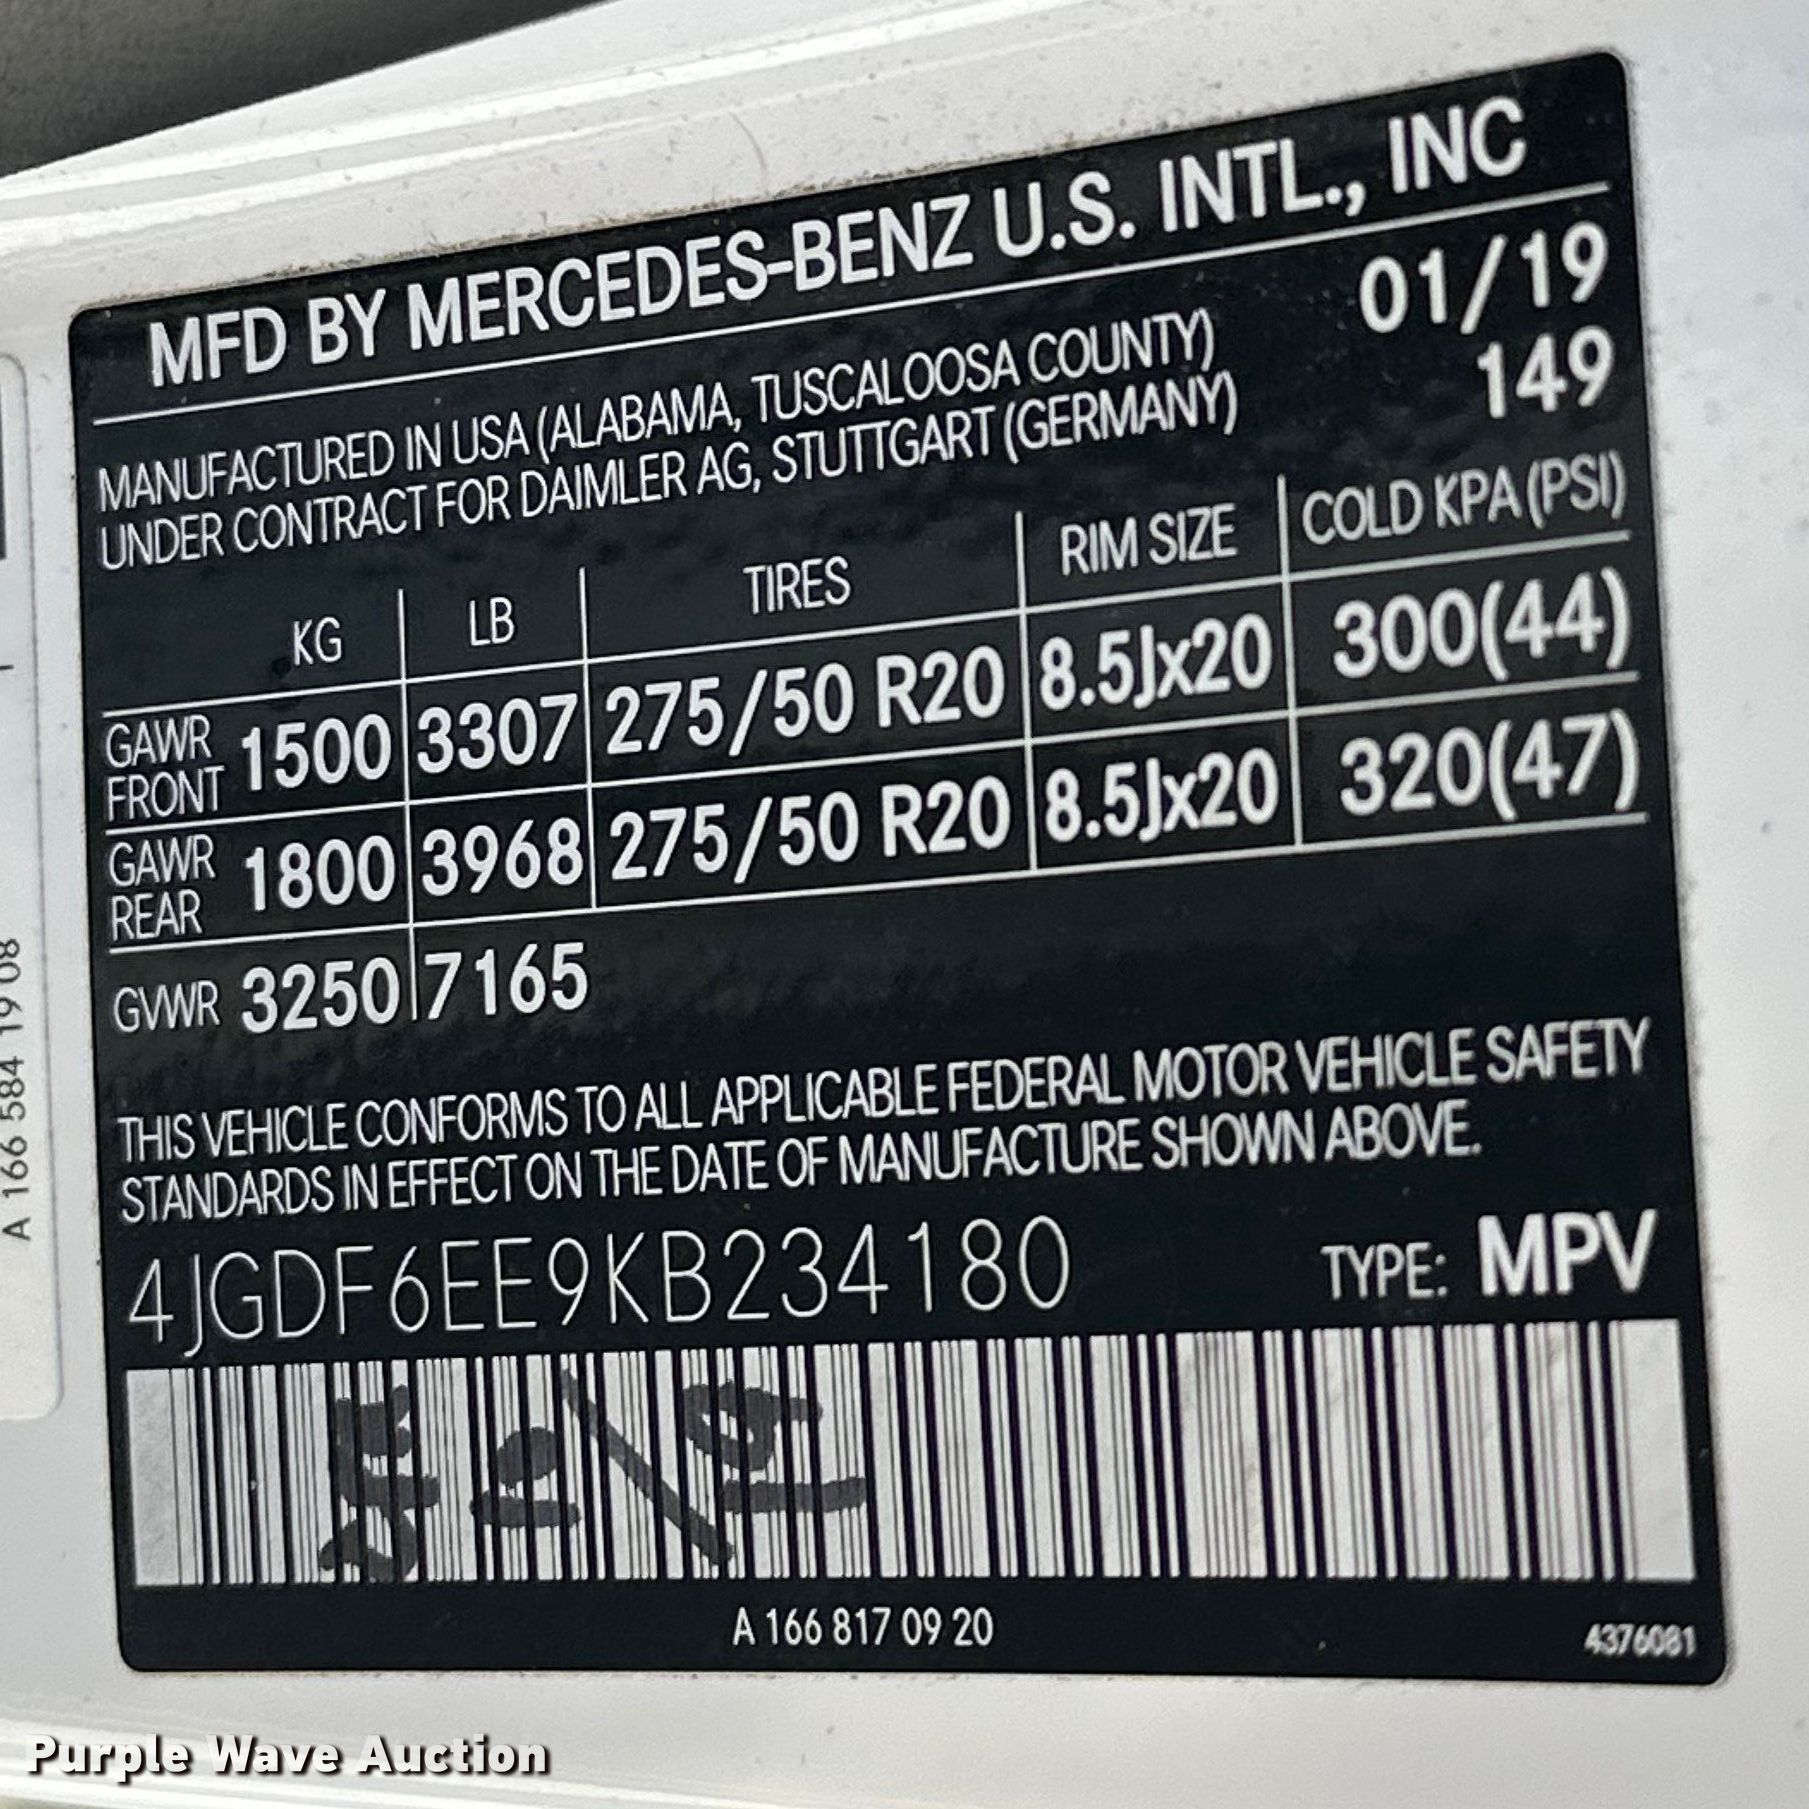 MFD BY MERCEDES-BENZ U.S. INTL., INC
01/19
MANUFACTURED IN USA (ALABAMA, TUSCALOOSA COUNTY)
UNDER CONTRACT FOR DAIMLER AG, STUTTGART (GERMANY)
149
KG LB TIRES RIM SIZE COLD KPA (PSI)
GAWR FRONT 1500 3307 275/50 R20 8.5Jx20 300(44)
GAWR REAR 1800 3968 275/50 R20 8.5Jx20 320(47)
GVWR 3250 7165
THIS VEHICLE CONFORMS TO ALL APPLICABLE FEDERAL MOTOR VEHICLE SAFETY
STANDARDS IN EFFECT ON THE DATE OF MANUFACTURE SHOWN ABOVE.
4JGDF6EE9KB234180 TYPE: MPV
A 166 817 09 20 4376081
A 166 584 19 08
Purple Wave Auction